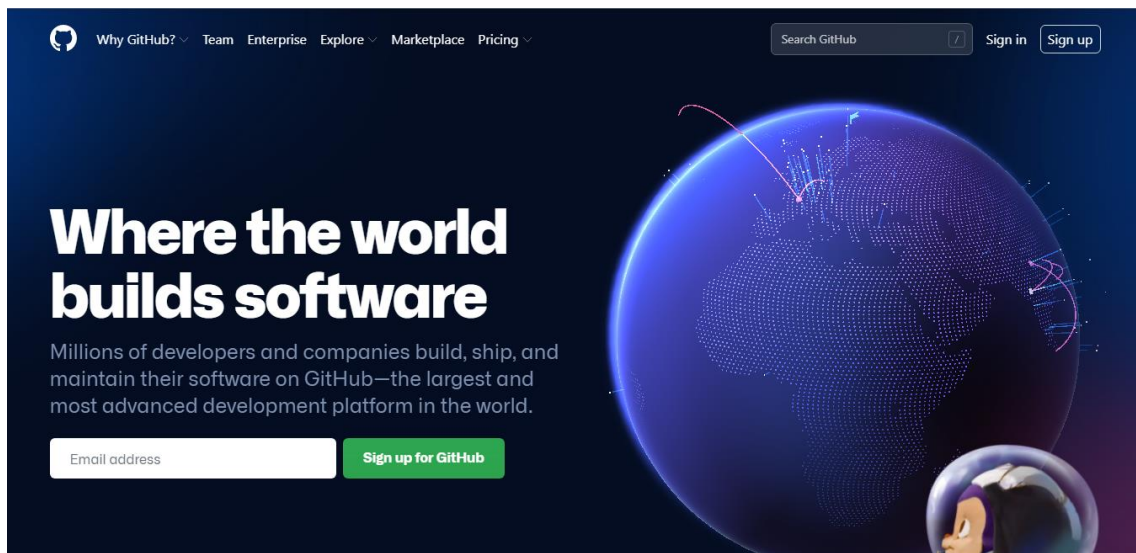 Why GitHub? Team Enterprise Explore Marketplace Pricing Search GitHub / Sign in Sign up
Where the world
builds software
Millions of developers and companies build, ship, and
maintain their software on GitHub—the largest and
most advanced development platform in the world.
Email address Sign up for GitHub